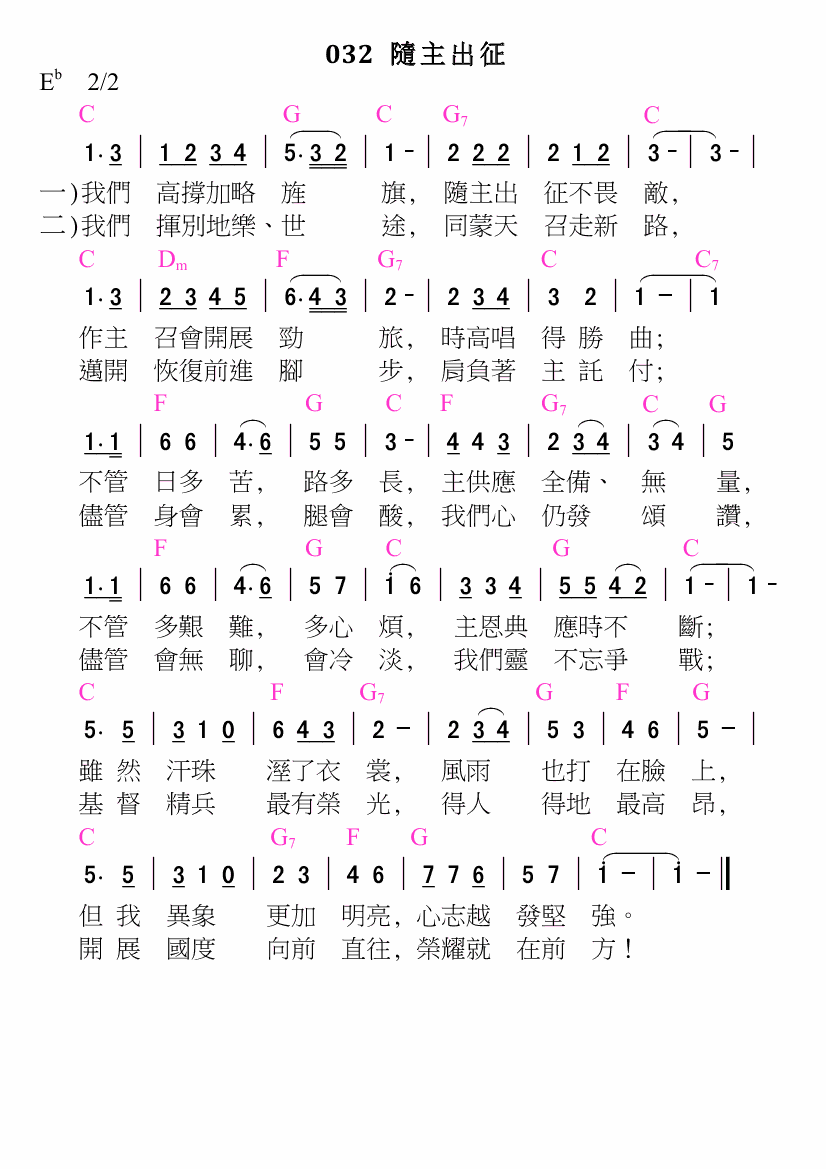 032 隨主出征
E♭ 2/2
C G C G7 C
1· 3 | 1 2 3 4 | 5· 3 2 | 1 - | 2 2 2 | 2 1 2 | 3 - | 3 - |
一)我們 高撐加略 旌 旗, 隨主出 征不畏 敵,
二)我們 揮別地樂、世 途, 同蒙天 召走新 路,
C Dm F G7 C C7
1· 3 | 2 3 4 5 | 6· 4 3 | 2 - | 2 3 4 | 3 2 | 1 - | 1
作主 召會開展 勁 旅, 時高唱 得 勝 曲;
邁開 恢復前進 腳 步, 肩負著 主 託 付;
F G C F G7 C G
1· 1 | 6 6 | 4· 6 | 5 5 | 3 - | 4 4 3 | 2 3 4 | 3 4 | 5
不管 日多 苦, 路多 長, 主供應 全備、 無 量,
儘管 身會 累, 腿會 酸, 我們心 仍發 頌 讚,
F G C G C
1· 1 | 6 6 | 4· 6 | 5 7 | i 6 | 3 3 4 | 5 5 4 2 | 1 - | 1 -
不管 多艱 難, 多心 煩, 主恩典 應時不 斷;
儘管 會無 聊, 會冷 淡, 我們靈 不忘爭 戰;
C F G7 G F G
5· 5 | 3 1 0 | 6 4 3 | 2 - | 2 3 4 | 5 3 | 4 6 | 5 - |
雖 然 汗珠 溼了衣 裳, 風雨 也打 在臉 上,
基 督 精兵 最有榮 光, 得人 得地 最高 昂,
C G7 F G C
5· 5 | 3 1 0 | 2 3 | 4 6 | 7 7 6 | 5 7 | i - | i - ‖
但 我 異象 更加 明亮, 心志越 發堅 強。
開 展 國度 向前 直往, 榮耀就 在前 方!